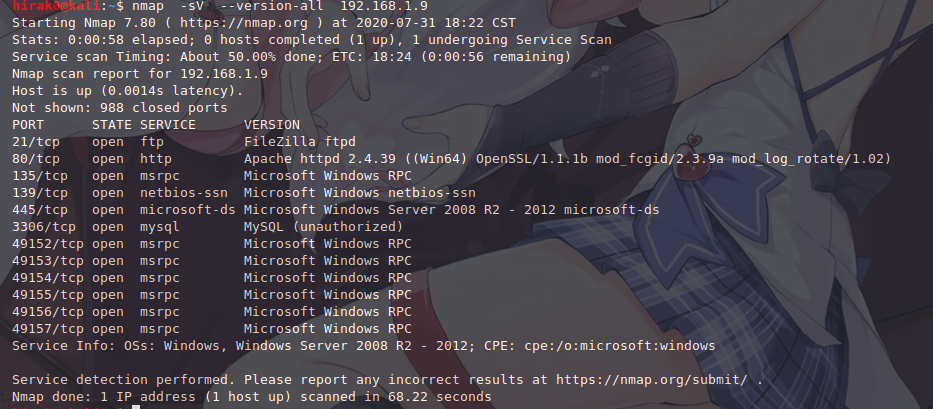 hirak0@kali:~$ nmap  -sV  --version-all  192.168.1.9
Starting Nmap 7.80 ( https://nmap.org ) at 2020-07-31 18:22 CST
Stats: 0:00:58 elapsed; 0 hosts completed (1 up), 1 undergoing Service Scan
Service scan Timing: About 50.00% done; ETC: 18:24 (0:00:56 remaining)
Nmap scan report for 192.168.1.9
Host is up (0.0014s latency).
Not shown: 988 closed ports
PORT      STATE SERVICE      VERSION
21/tcp    open  ftp          FileZilla ftpd
80/tcp    open  http         Apache httpd 2.4.39 ((Win64) OpenSSL/1.1.1b mod_fcgid/2.3.9a mod_log_rotate/1.02)
135/tcp   open  msrpc        Microsoft Windows RPC
139/tcp   open  netbios-ssn  Microsoft Windows netbios-ssn
445/tcp   open  microsoft-ds Microsoft Windows Server 2008 R2 - 2012 microsoft-ds
3306/tcp  open  mysql        MySQL (unauthorized)
49152/tcp open  msrpc        Microsoft Windows RPC
49153/tcp open  msrpc        Microsoft Windows RPC
49154/tcp open  msrpc        Microsoft Windows RPC
49155/tcp open  msrpc        Microsoft Windows RPC
49156/tcp open  msrpc        Microsoft Windows RPC
49157/tcp open  msrpc        Microsoft Windows RPC
Service Info: OSs: Windows, Windows Server 2008 R2 - 2012; CPE: cpe:/o:microsoft:windows
Service detection performed. Please report any incorrect results at https://nmap.org/submit/ .
Nmap done: 1 IP address (1 host up) scanned in 68.22 seconds